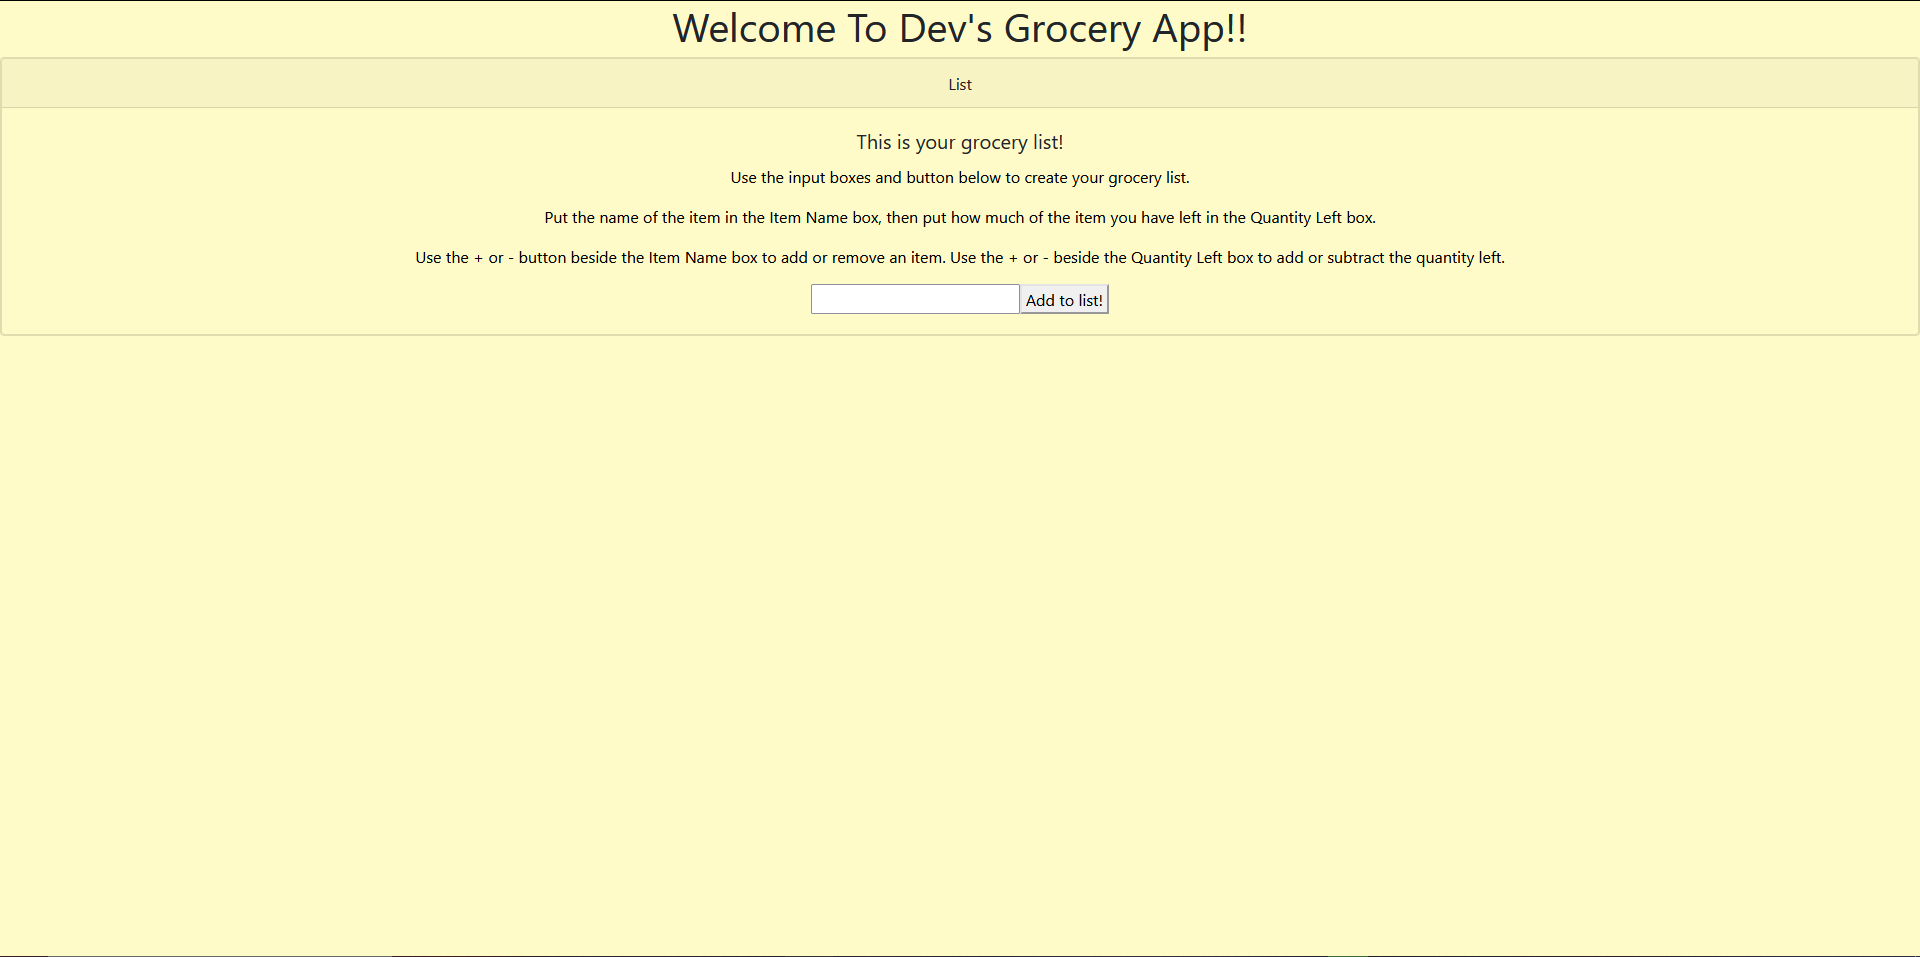 Welcome To Dev's Grocery App!!
List
This is your grocery list!
Use the input boxes and button below to create your grocery list.
Put the name of the item in the Item Name box, then put how much of the item you have left in the Quantity Left box.
Use the + or - button beside the Item Name box to add or remove an item. Use the + or - beside the Quantity Left box to add or subtract the quantity left.
Add to list!